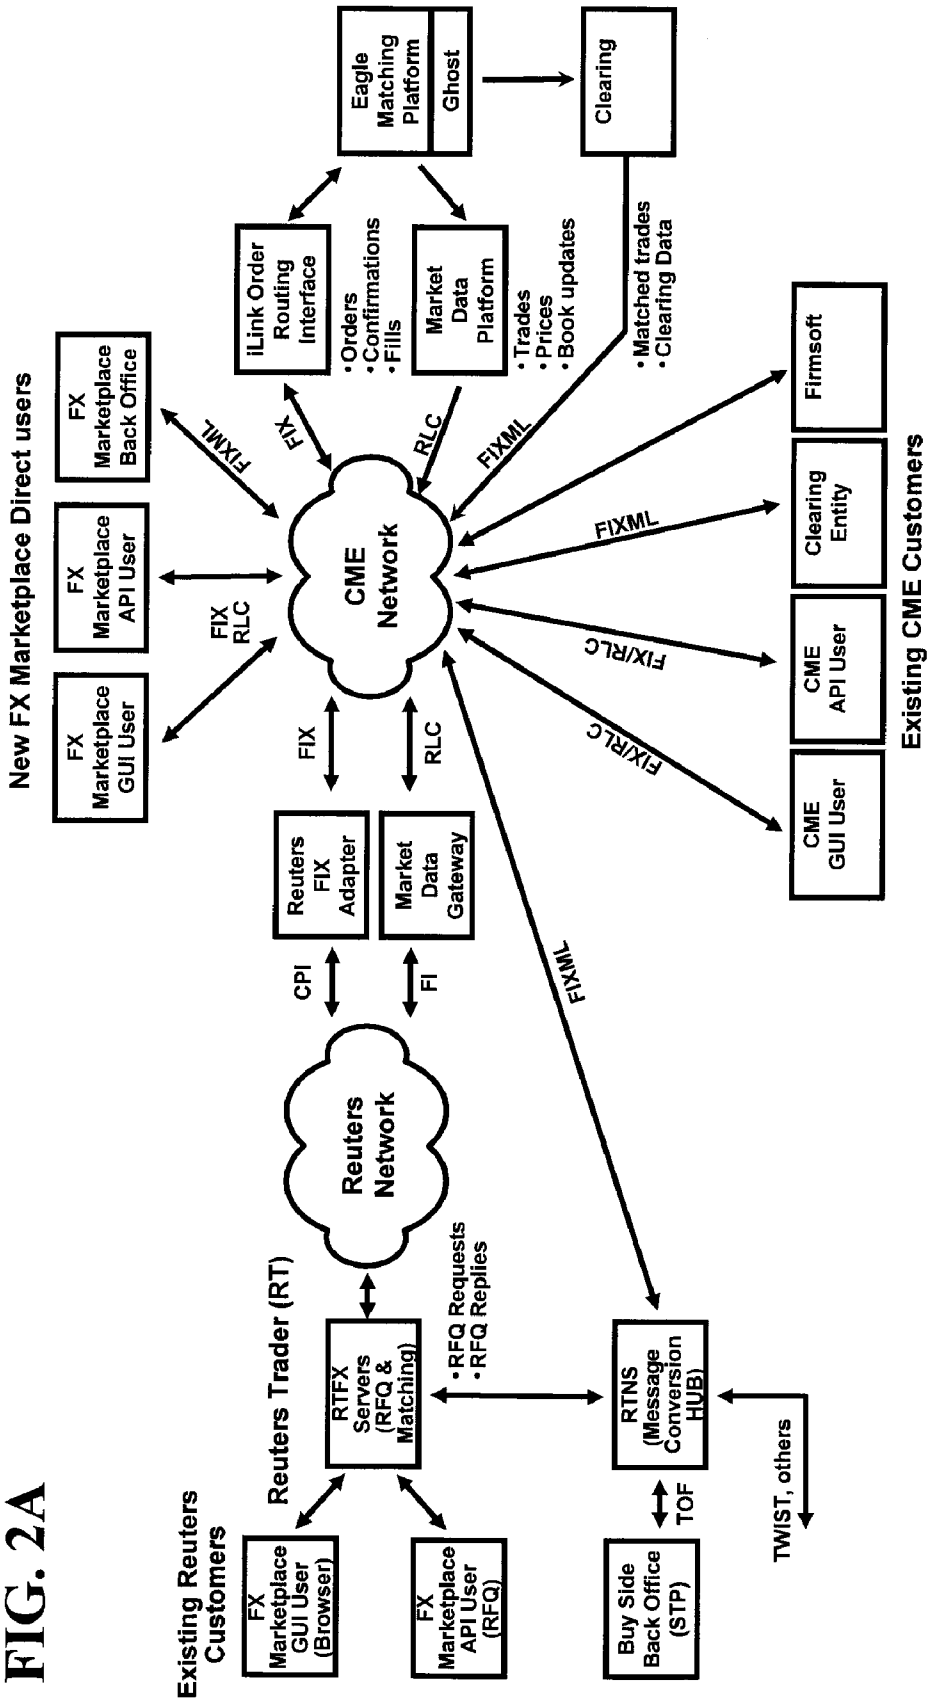 FIG. 2A
Existing Reuters
Customers
FX
Marketplace
GUI User
(Browser)
FX
Marketplace
API User
(RFQ)
Buy Side
Back Office
(STP)
Reuters Trader (RT)
RTFX
Servers
(RFQ &
Matching)
• RFQ Requests
• RFQ Replies
TOF
RTNS
(Message
Conversion
HUB)
TWIST, others
Reuters
Network
CPI
FI
Reuters
FIX
Adapter
Market
Data
Gateway
FIX
RLC
FIXML
New FX Marketplace Direct users
FX
Marketplace
GUI User
FX
Marketplace
API User
FX
Marketplace
Back Office
FIX
RLC
FIXML
CME
Network
FIX
RLC
FIXML
iLink Order
Routing
Interface
• Orders
• Confirmations
• Fills
Market
Data
Platform
• Trades
• Prices
• Book updates
• Matched trades
• Clearing Data
Eagle
Matching
Platform
Ghost
Clearing
FIX/RLC
FIX/RLC
FIXML
CME
GUI User
CME
API User
Clearing
Entity
Firmsoft
Existing CME Customers